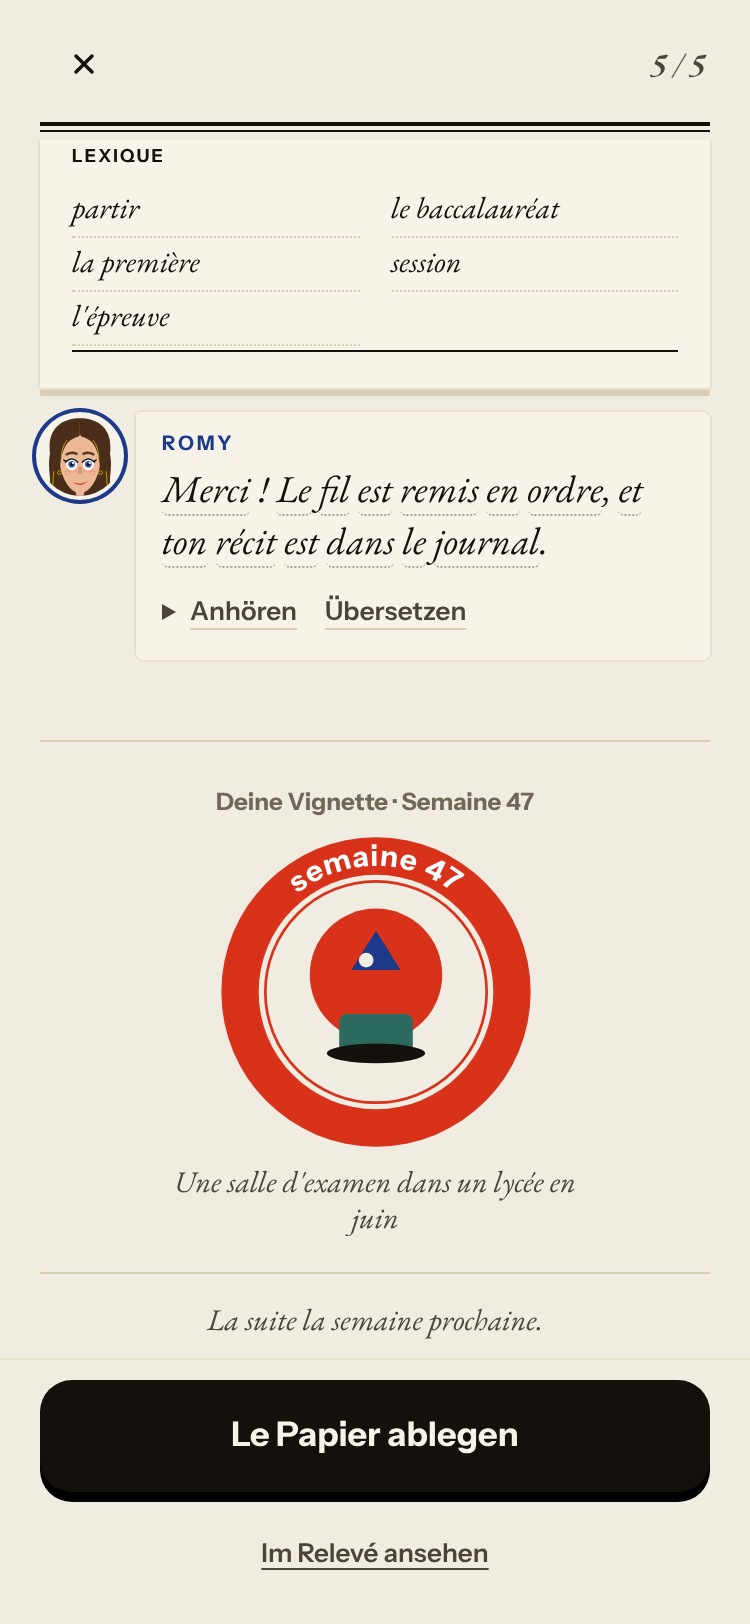 5 / 5
LEXIQUE
partir
le baccalauréat
la première
session
l'épreuve
ROMY
Merci ! Le fil est remis en ordre, et
ton récit est dans le journal.
Anhören Übersetzen
Deine Vignette · Semaine 47
semaine 47
Une salle d'examen dans un lycée en
juin
La suite la semaine prochaine.
Le Papier ablegen
Im Relevé ansehen